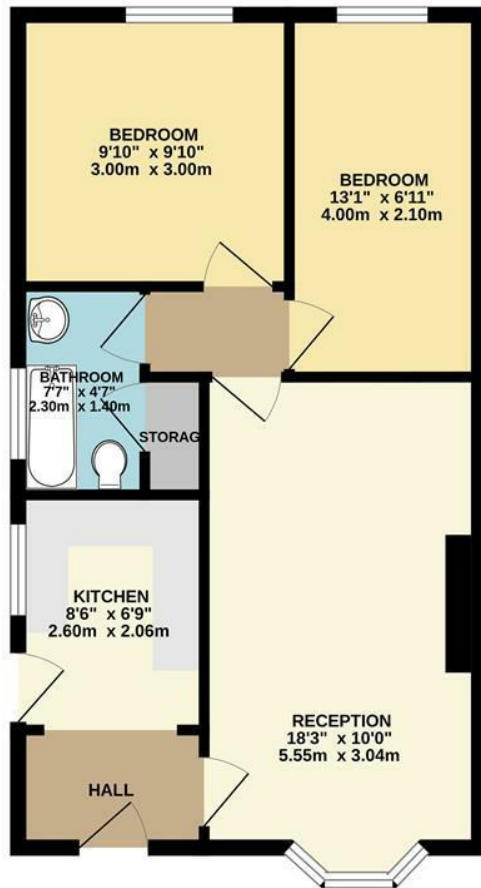 BEDROOM
9'10" x 9'10"
3.00m x 3.00m
BEDROOM
13'1" x 6'11"
4.00m x 2.10m
BATHROOM
7'7" x 4'7"
2.30m x 1.40m
STORAG
KITCHEN
8'6" x 6'9"
2.60m x 2.06m
RECEPTION
18'3" x 10'0"
5.55m x 3.04m
HALL